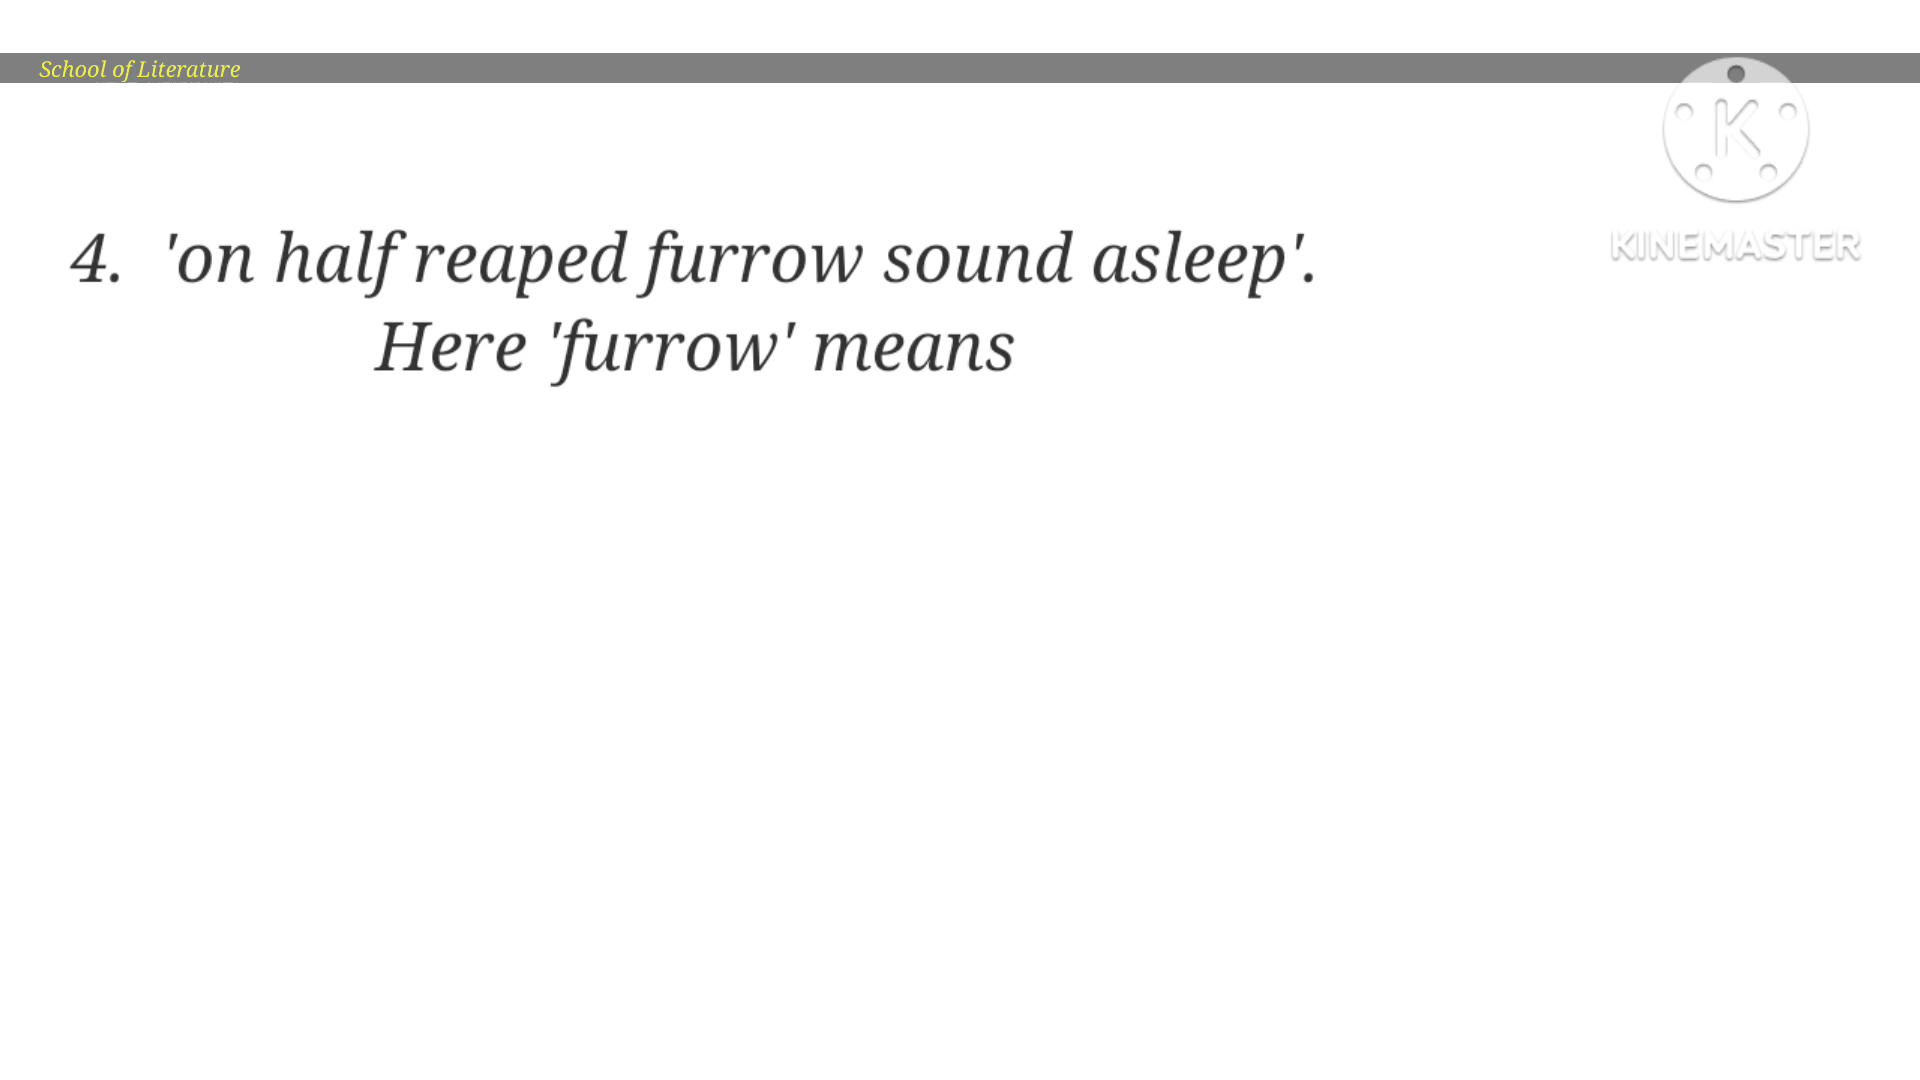 School of Literature
K
KINEMASTER
4. 'on half reaped furrow sound asleep'.
Here 'furrow' means